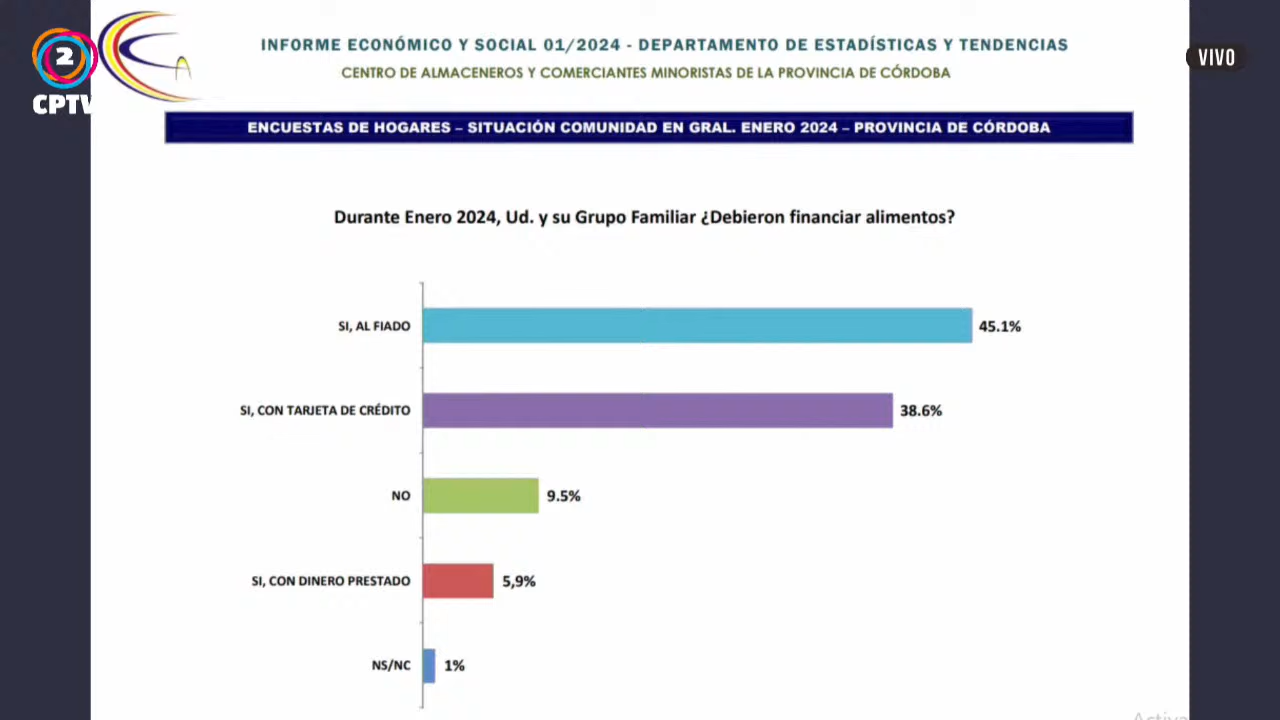 INFORME ECONÓMICO Y SOCIAL 01/2024 - DEPARTAMENTO DE ESTADÍSTICAS Y TENDENCIAS
2
VIVO
CENTRO DE ALMACENEROS Y COMERCIANTES MINORISTAS DE LA PROVINCIA DE CÓRDOBA
CPTV
ENCUESTAS DE HOGARES – SITUACIÓN COMUNIDAD EN GRAL. ENERO 2024 – PROVINCIA DE CÓRDOBA
Durante Enero 2024, Ud. y su Grupo Familiar ¿Debieron financiar alimentos?
SI, AL FIADO 45.1%
SI, CON TARJETA DE CRÉDITO 38.6%
NO 9.5%
SI, CON DINERO PRESTADO 5,9%
NS/NC 1%